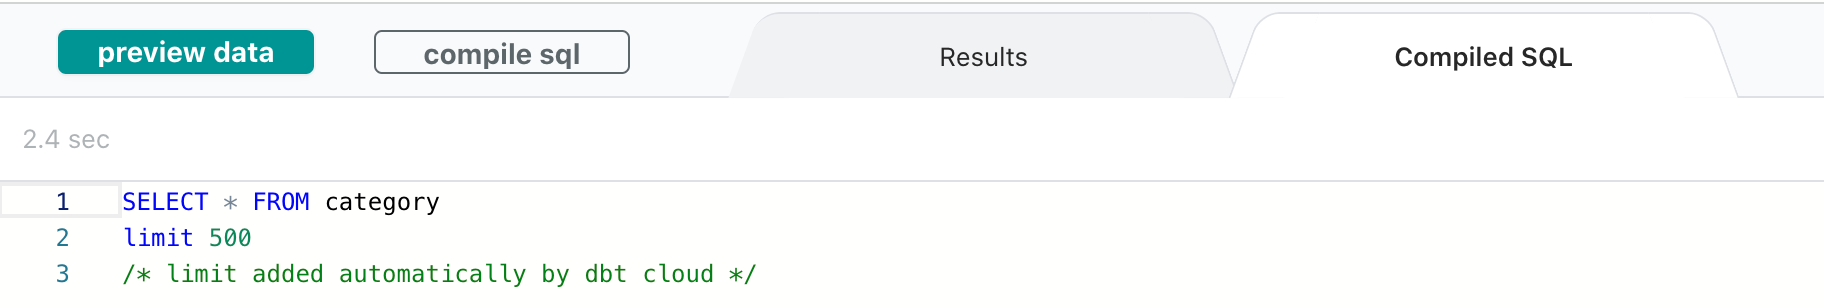 preview data
compile sql
Results
Compiled SQL
2.4 sec
1 SELECT * FROM category
2 limit 500
3 /* limit added automatically by dbt cloud */